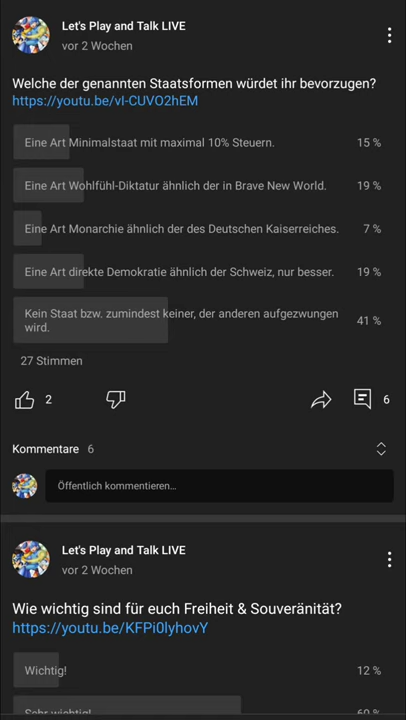 Let's Play and Talk LIVE
vor 2 Wochen
Welche der genannten Staatsformen würdet ihr bevorzugen?
https://youtu.be/vI-CUVO2hEM
Eine Art Minimalstaat mit maximal 10% Steuern. 15 %
Eine Art Wohlfühl-Diktatur ähnlich der in Brave New World. 19 %
Eine Art Monarchie ähnlich der des Deutschen Kaiserreiches. 7 %
Eine Art direkte Demokratie ähnlich der Schweiz, nur besser. 19 %
Kein Staat bzw. zumindest keiner, der anderen aufgezwungen
wird. 41 %
27 Stimmen
2 6
Kommentare 6
Öffentlich kommentieren...
Let's Play and Talk LIVE
vor 2 Wochen
Wie wichtig sind für euch Freiheit & Souveränität?
https://youtu.be/KFPi0lyhovY
Wichtig! 12 %
Sehr wichtig! 60 %